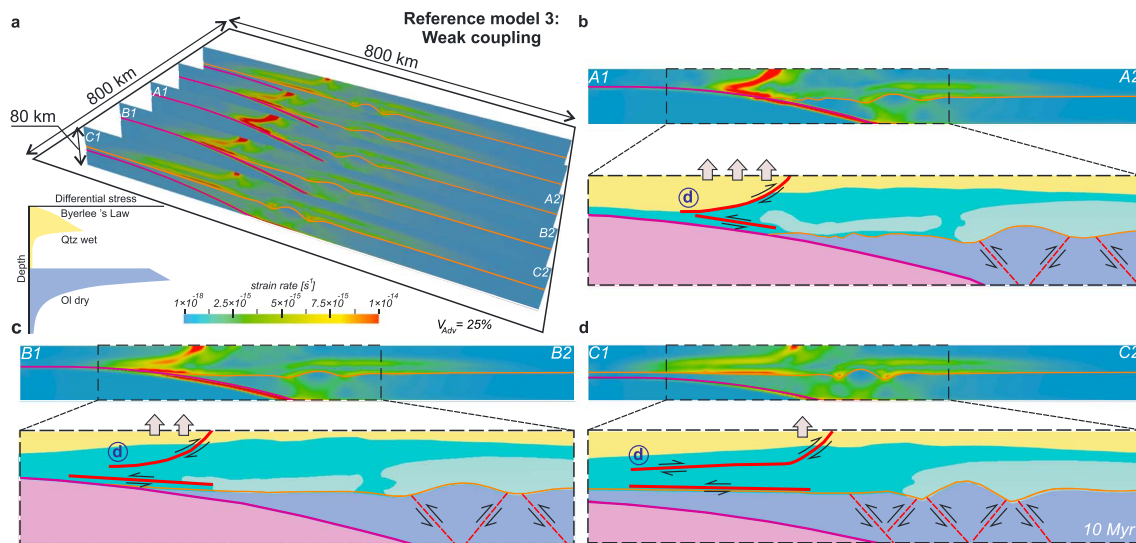 a
Reference model 3:
Weak coupling
800 km
800 km
80 km
A1
B1
C1
A2
B2
C2
Differential stress
Byerlee 's Law
Qtz wet
Depth
Ol dry
strain rate [s⁻¹]
1×10⁻¹⁸ 2.5×10⁻¹⁵ 5×10⁻¹⁵ 7.5×10⁻¹⁵ 1×10⁻¹⁴
V_Adv = 25%
b
A1 A2
d
c
B1 B2
d
d
C1 C2
d
10 Myr